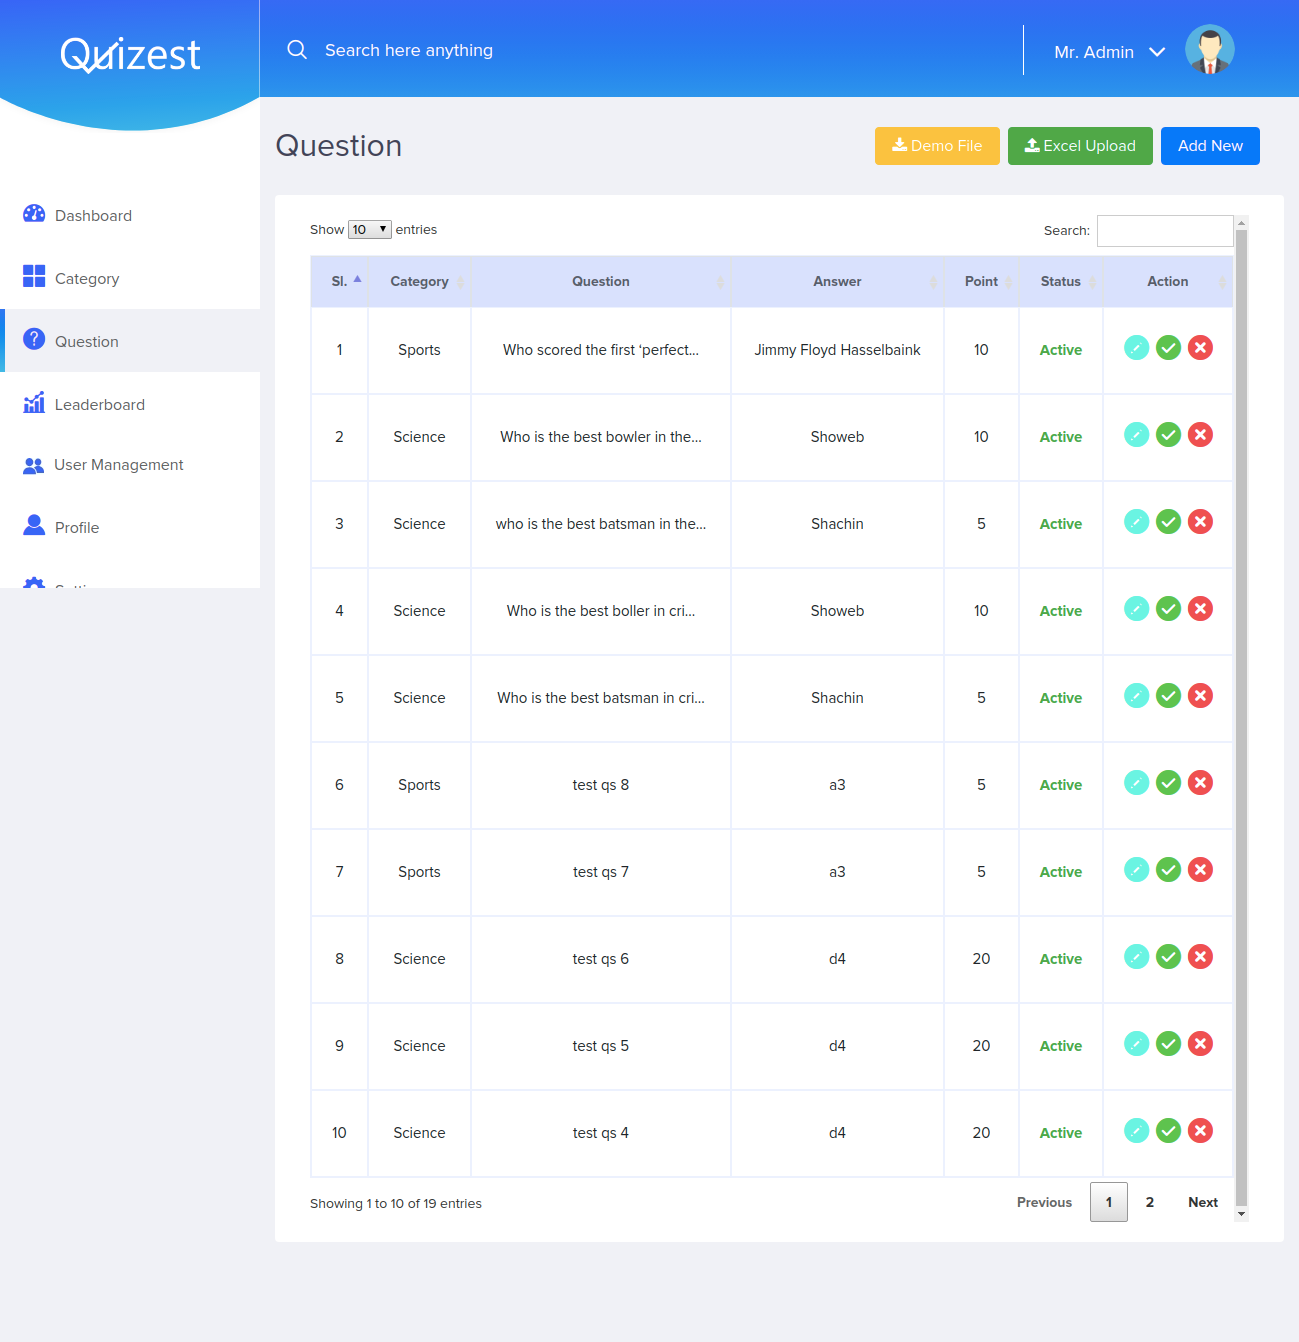 Quizest
Search here anything
Mr. Admin
Question
Demo File
Excel Upload
Add New
Dashboard
Category
Question
Leaderboard
User Management
Profile
Show 10 entries
Search:
Sl. Category Question Answer Point Status Action
1 Sports Who scored the first ‘perfect... Jimmy Floyd Hasselbaink 10 Active
2 Science Who is the best bowler in the... Showeb 10 Active
3 Science who is the best batsman in the... Shachin 5 Active
4 Science Who is the best boller in cri... Showeb 10 Active
5 Science Who is the best batsman in cri... Shachin 5 Active
6 Sports test qs 8 a3 5 Active
7 Sports test qs 7 a3 5 Active
8 Science test qs 6 d4 20 Active
9 Science test qs 5 d4 20 Active
10 Science test qs 4 d4 20 Active
Showing 1 to 10 of 19 entries
Previous 1 2 Next